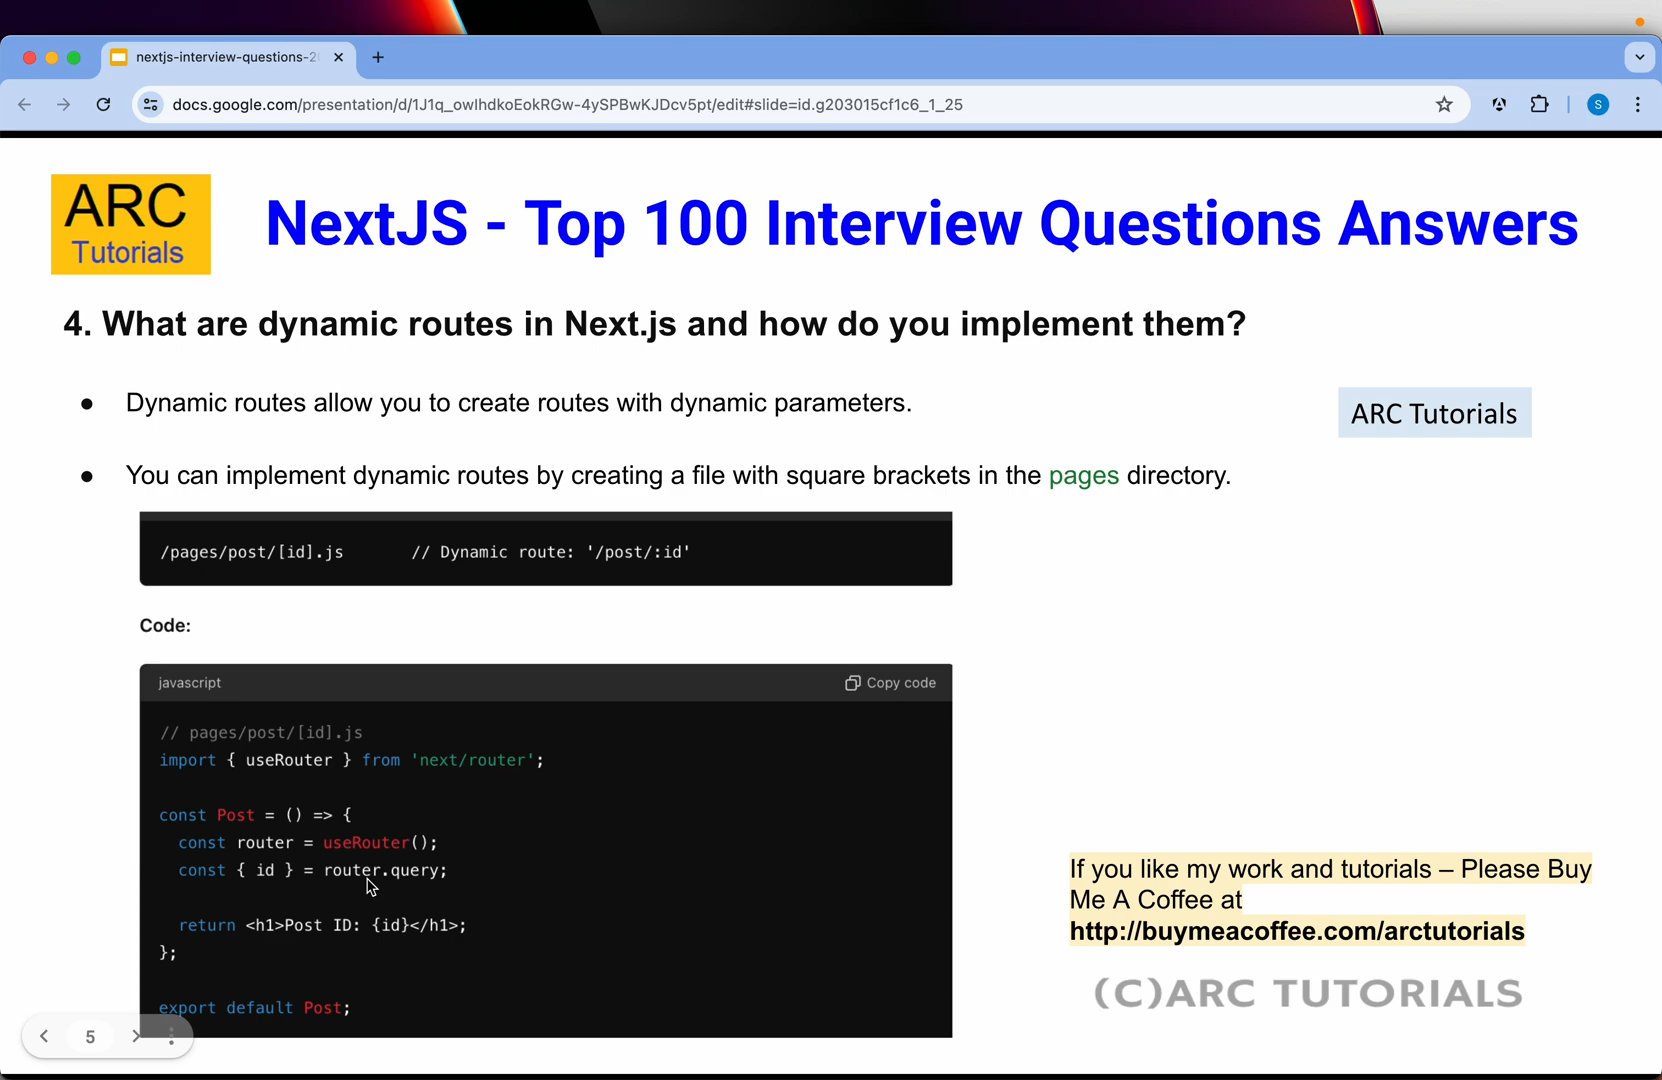 nextjs-interview-questions-2
docs.google.com/presentation/d/1J1q_owIhdkoEokRGw-4ySPBwKJDcv5pt/edit#slide=id.g203015cf1c6_1_25
S
ARC
Tutorials
NextJS - Top 100 Interview Questions Answers
4. What are dynamic routes in Next.js and how do you implement them?
● Dynamic routes allow you to create routes with dynamic parameters.
ARC Tutorials
● You can implement dynamic routes by creating a file with square brackets in the pages directory.
/pages/post/[id].js // Dynamic route: '/post/:id'
Code:
javascript
Copy code
// pages/post/[id].js
import { useRouter } from 'next/router';
const Post = () => {
const router = useRouter();
const { id } = router.query;
return <h1>Post ID: {id}</h1>;
};
export default Post;
If you like my work and tutorials – Please Buy
Me A Coffee at
http://buymeacoffee.com/arctutorials
(C)ARC TUTORIALS
5